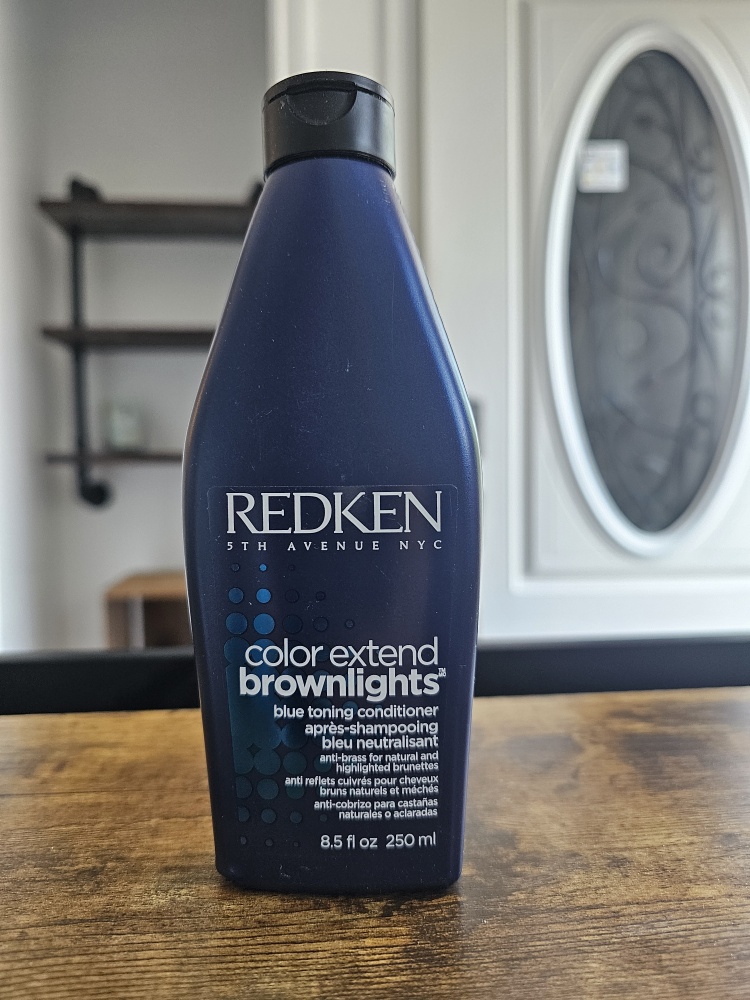 REDKEN
5TH AVENUE NYC
color extend
brownlights™
blue toning conditioner
après-shampooing
bleu neutralisant
anti-brass for natural and
highlighted brunettes
anti reflets cuivrés pour cheveux
bruns naturels et méchés
anti-cobrizo para castañas
naturales o aclaradas
8.5 fl oz 250 ml